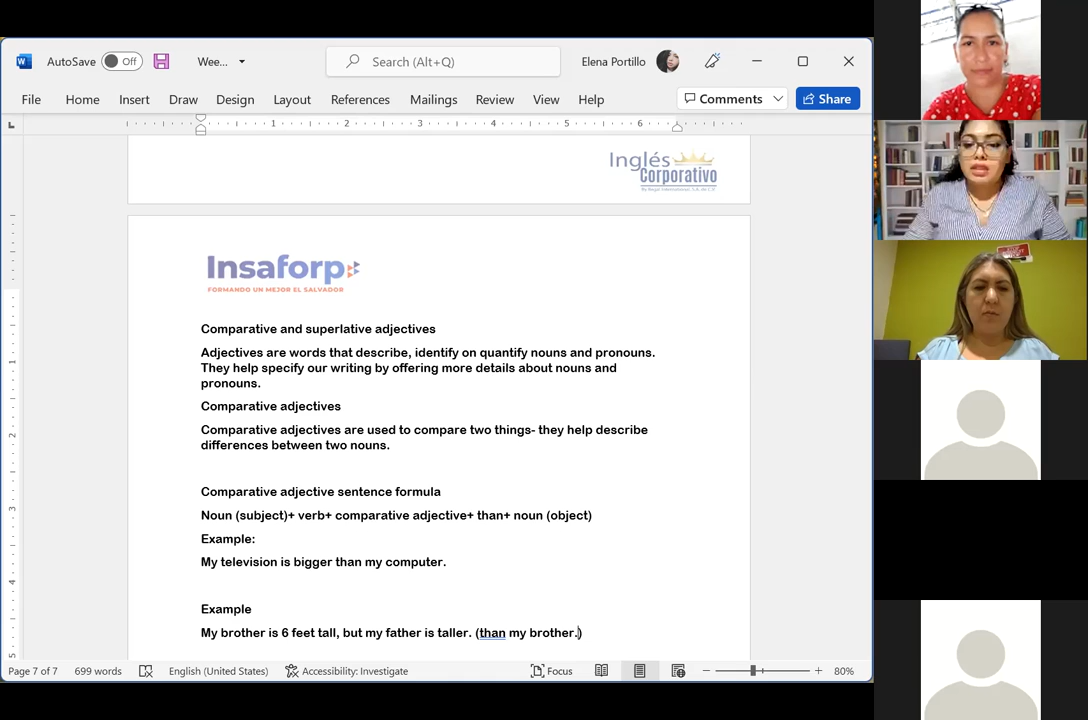 AutoSave Off Wee... Search (Alt+Q) Elena Portillo
File Home Insert Draw Design Layout References Mailings Review View Help Comments Share
1 2 3 4 5 6
Inglés
Corporativo
Insaforp
FORMANDO UN MEJOR EL SALVADOR
Comparative and superlative adjectives
Adjectives are words that describe, identify on quantify nouns and pronouns.
They help specify our writing by offering more details about nouns and
pronouns.
Comparative adjectives
Comparative adjectives are used to compare two things- they help describe
differences between two nouns.
Comparative adjective sentence formula
Noun (subject)+ verb+ comparative adjective+ than+ noun (object)
Example:
My television is bigger than my computer.
Example
My brother is 6 feet tall, but my father is taller. (than my brother.)
Page 7 of 7 699 words English (United States) Accessibility: Investigate Focus 80%